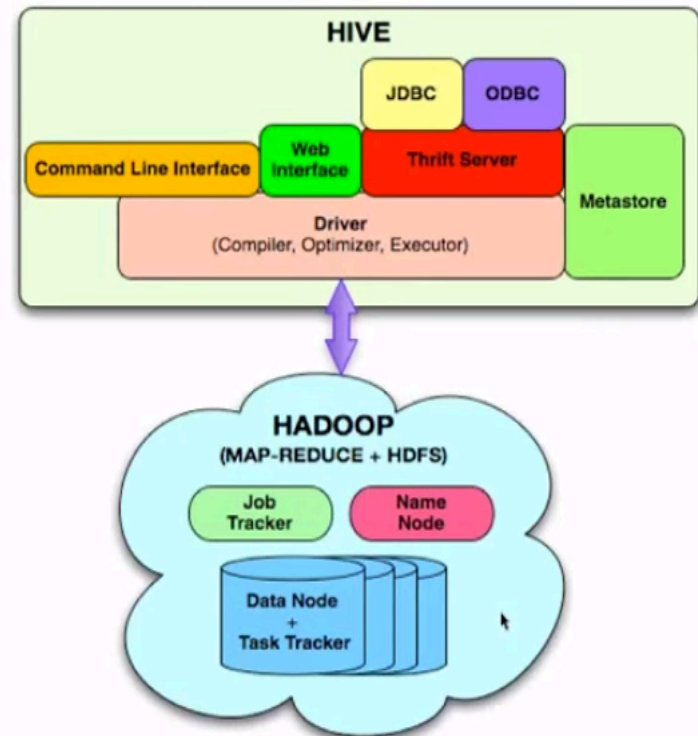 HIVE
JDBC
ODBC
Command Line Interface
Web
Interface
Thrift Server
Metastore
Driver
(Compiler, Optimizer, Executor)
HADOOP
(MAP-REDUCE + HDFS)
Job
Tracker
Name
Node
Data Node
+
Task Tracker